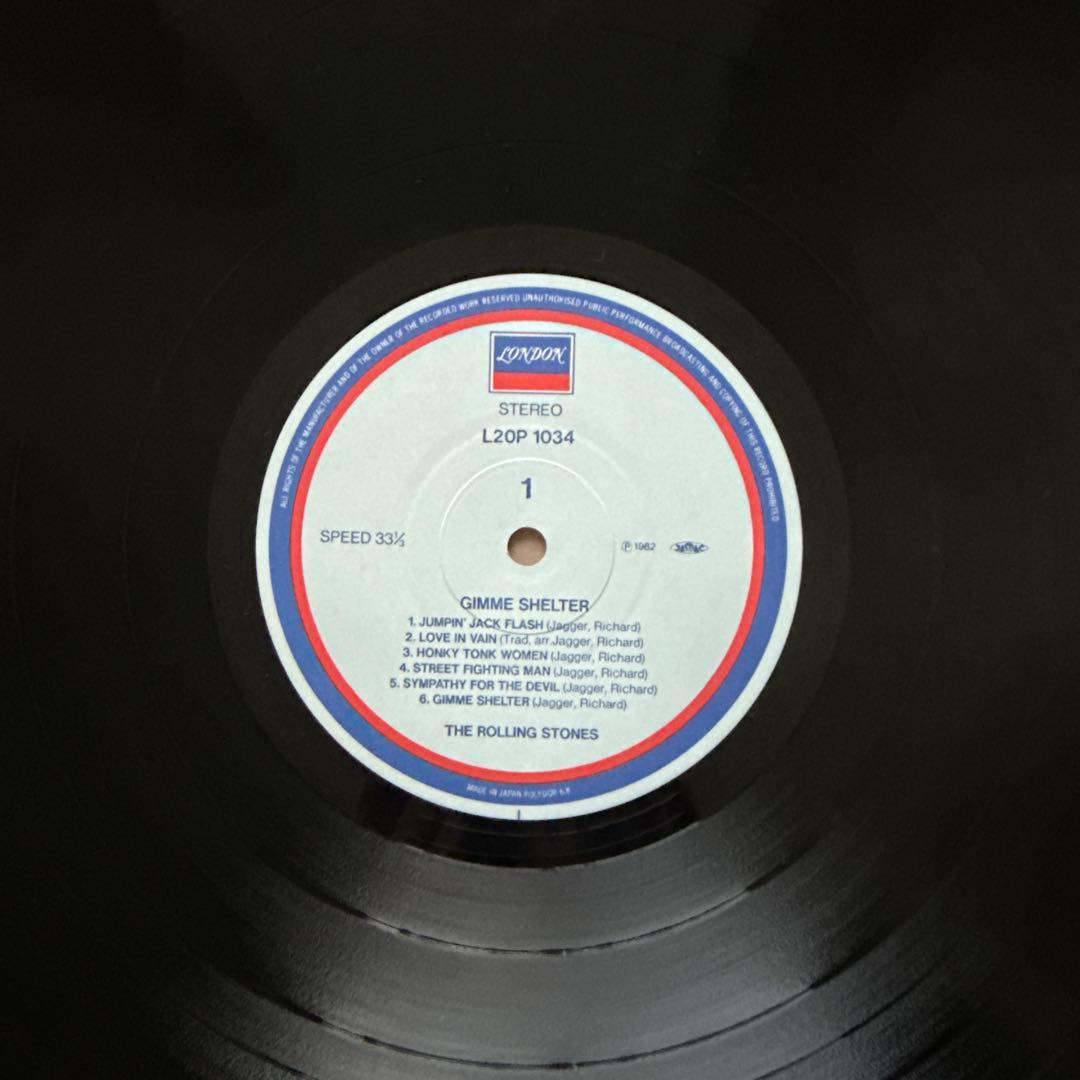 ALL RIGHTS OF THE MANUFACTURER AND OF THE OWNER OF THE RECORDED WORK RESERVED UNAUTHORISED PUBLIC PERFORMANCE BROADCASTING AND COPYING OF THIS RECORD PROHIBITED
LONDON
STEREO
L20P 1034
1
SPEED 33⅓
Ⓟ 1982 JASRAC
GIMME SHELTER
1. JUMPIN' JACK FLASH (Jagger, Richard)
2. LOVE IN VAIN (Trad, arr.Jagger, Richard)
3. HONKY TONK WOMEN (Jagger, Richard)
4. STREET FIGHTING MAN (Jagger, Richard)
5. SYMPATHY FOR THE DEVIL (Jagger, Richard)
6. GIMME SHELTER (Jagger, Richard)
THE ROLLING STONES
MADE IN JAPAN POLYDOR K.K